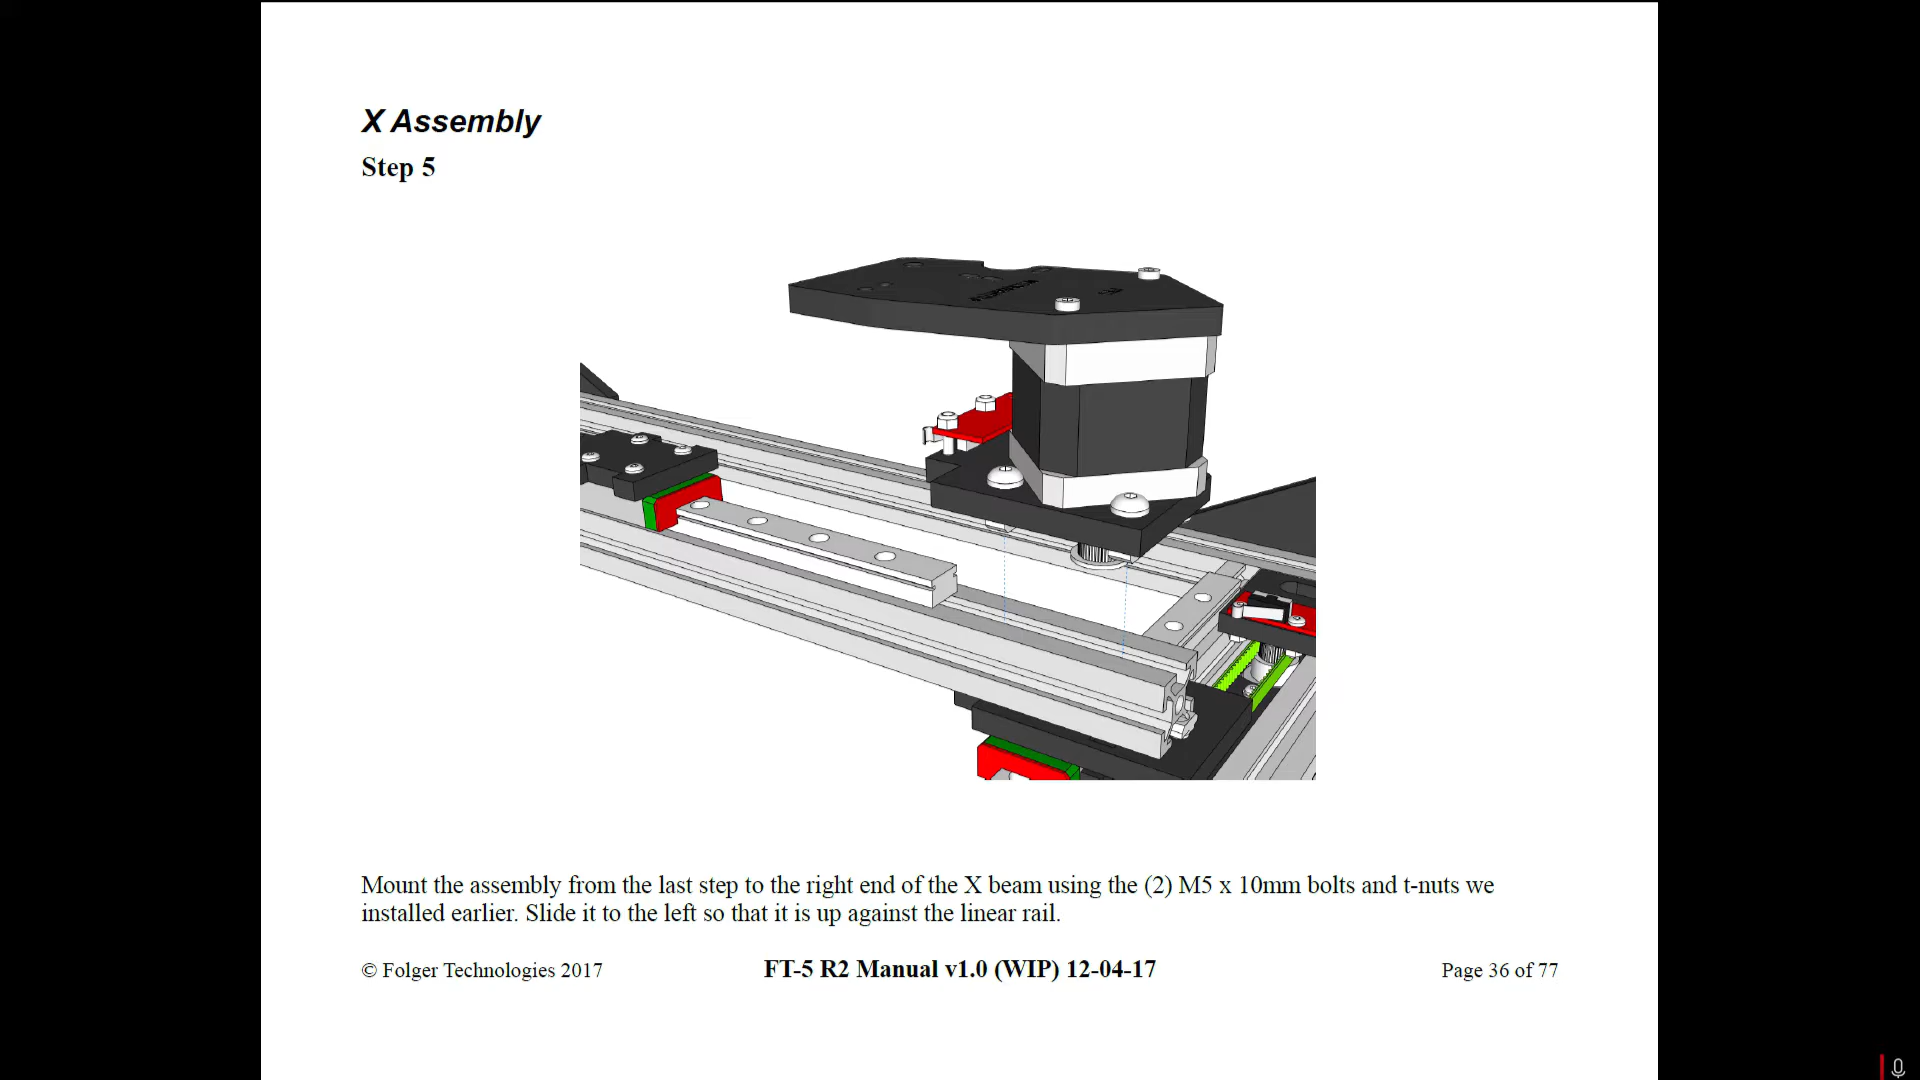 X Assembly
Step 5
Mount the assembly from the last step to the right end of the X beam using the (2) M5 x 10mm bolts and t-nuts we
installed earlier. Slide it to the left so that it is up against the linear rail.
© Folger Technologies 2017
FT-5 R2 Manual v1.0 (WIP) 12-04-17
Page 36 of 77